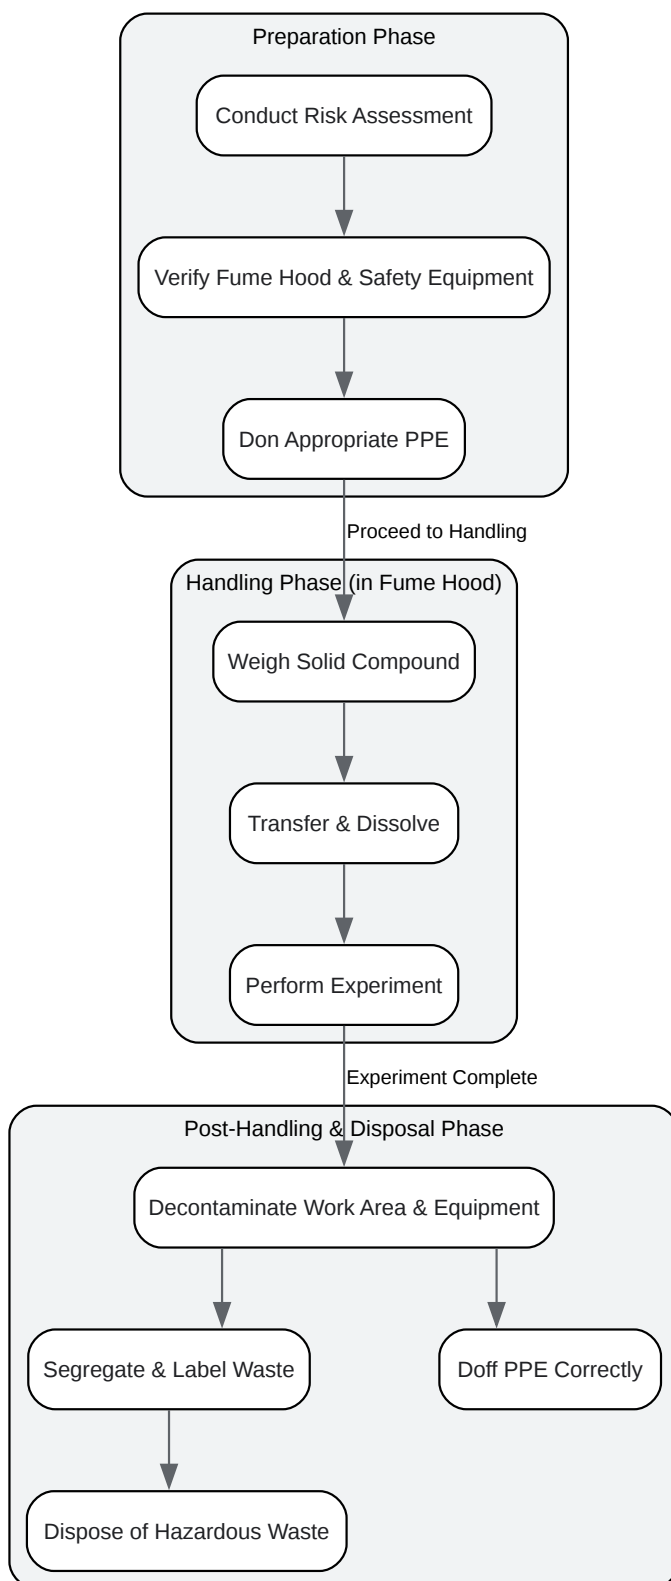 Preparation Phase
Conduct Risk Assessment
Verify Fume Hood & Safety Equipment
Don Appropriate PPE
Proceed to Handling
Handling Phase (in Fume Hood)
Weigh Solid Compound
Transfer & Dissolve
Perform Experiment
Experiment Complete
Post-Handling & Disposal Phase
Decontaminate Work Area & Equipment
Segregate & Label Waste
Doff PPE Correctly
Dispose of Hazardous Waste